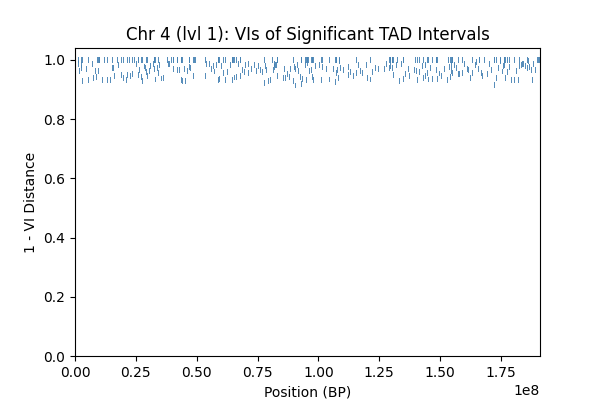 Chr 4 (lvl 1): VIs of Significant TAD Intervals
1.0
0.8
0.6
0.4
0.2
0.0
1 - VI Distance
0.00 0.25 0.50 0.75 1.00 1.25 1.50 1.75
1e8
Position (BP)